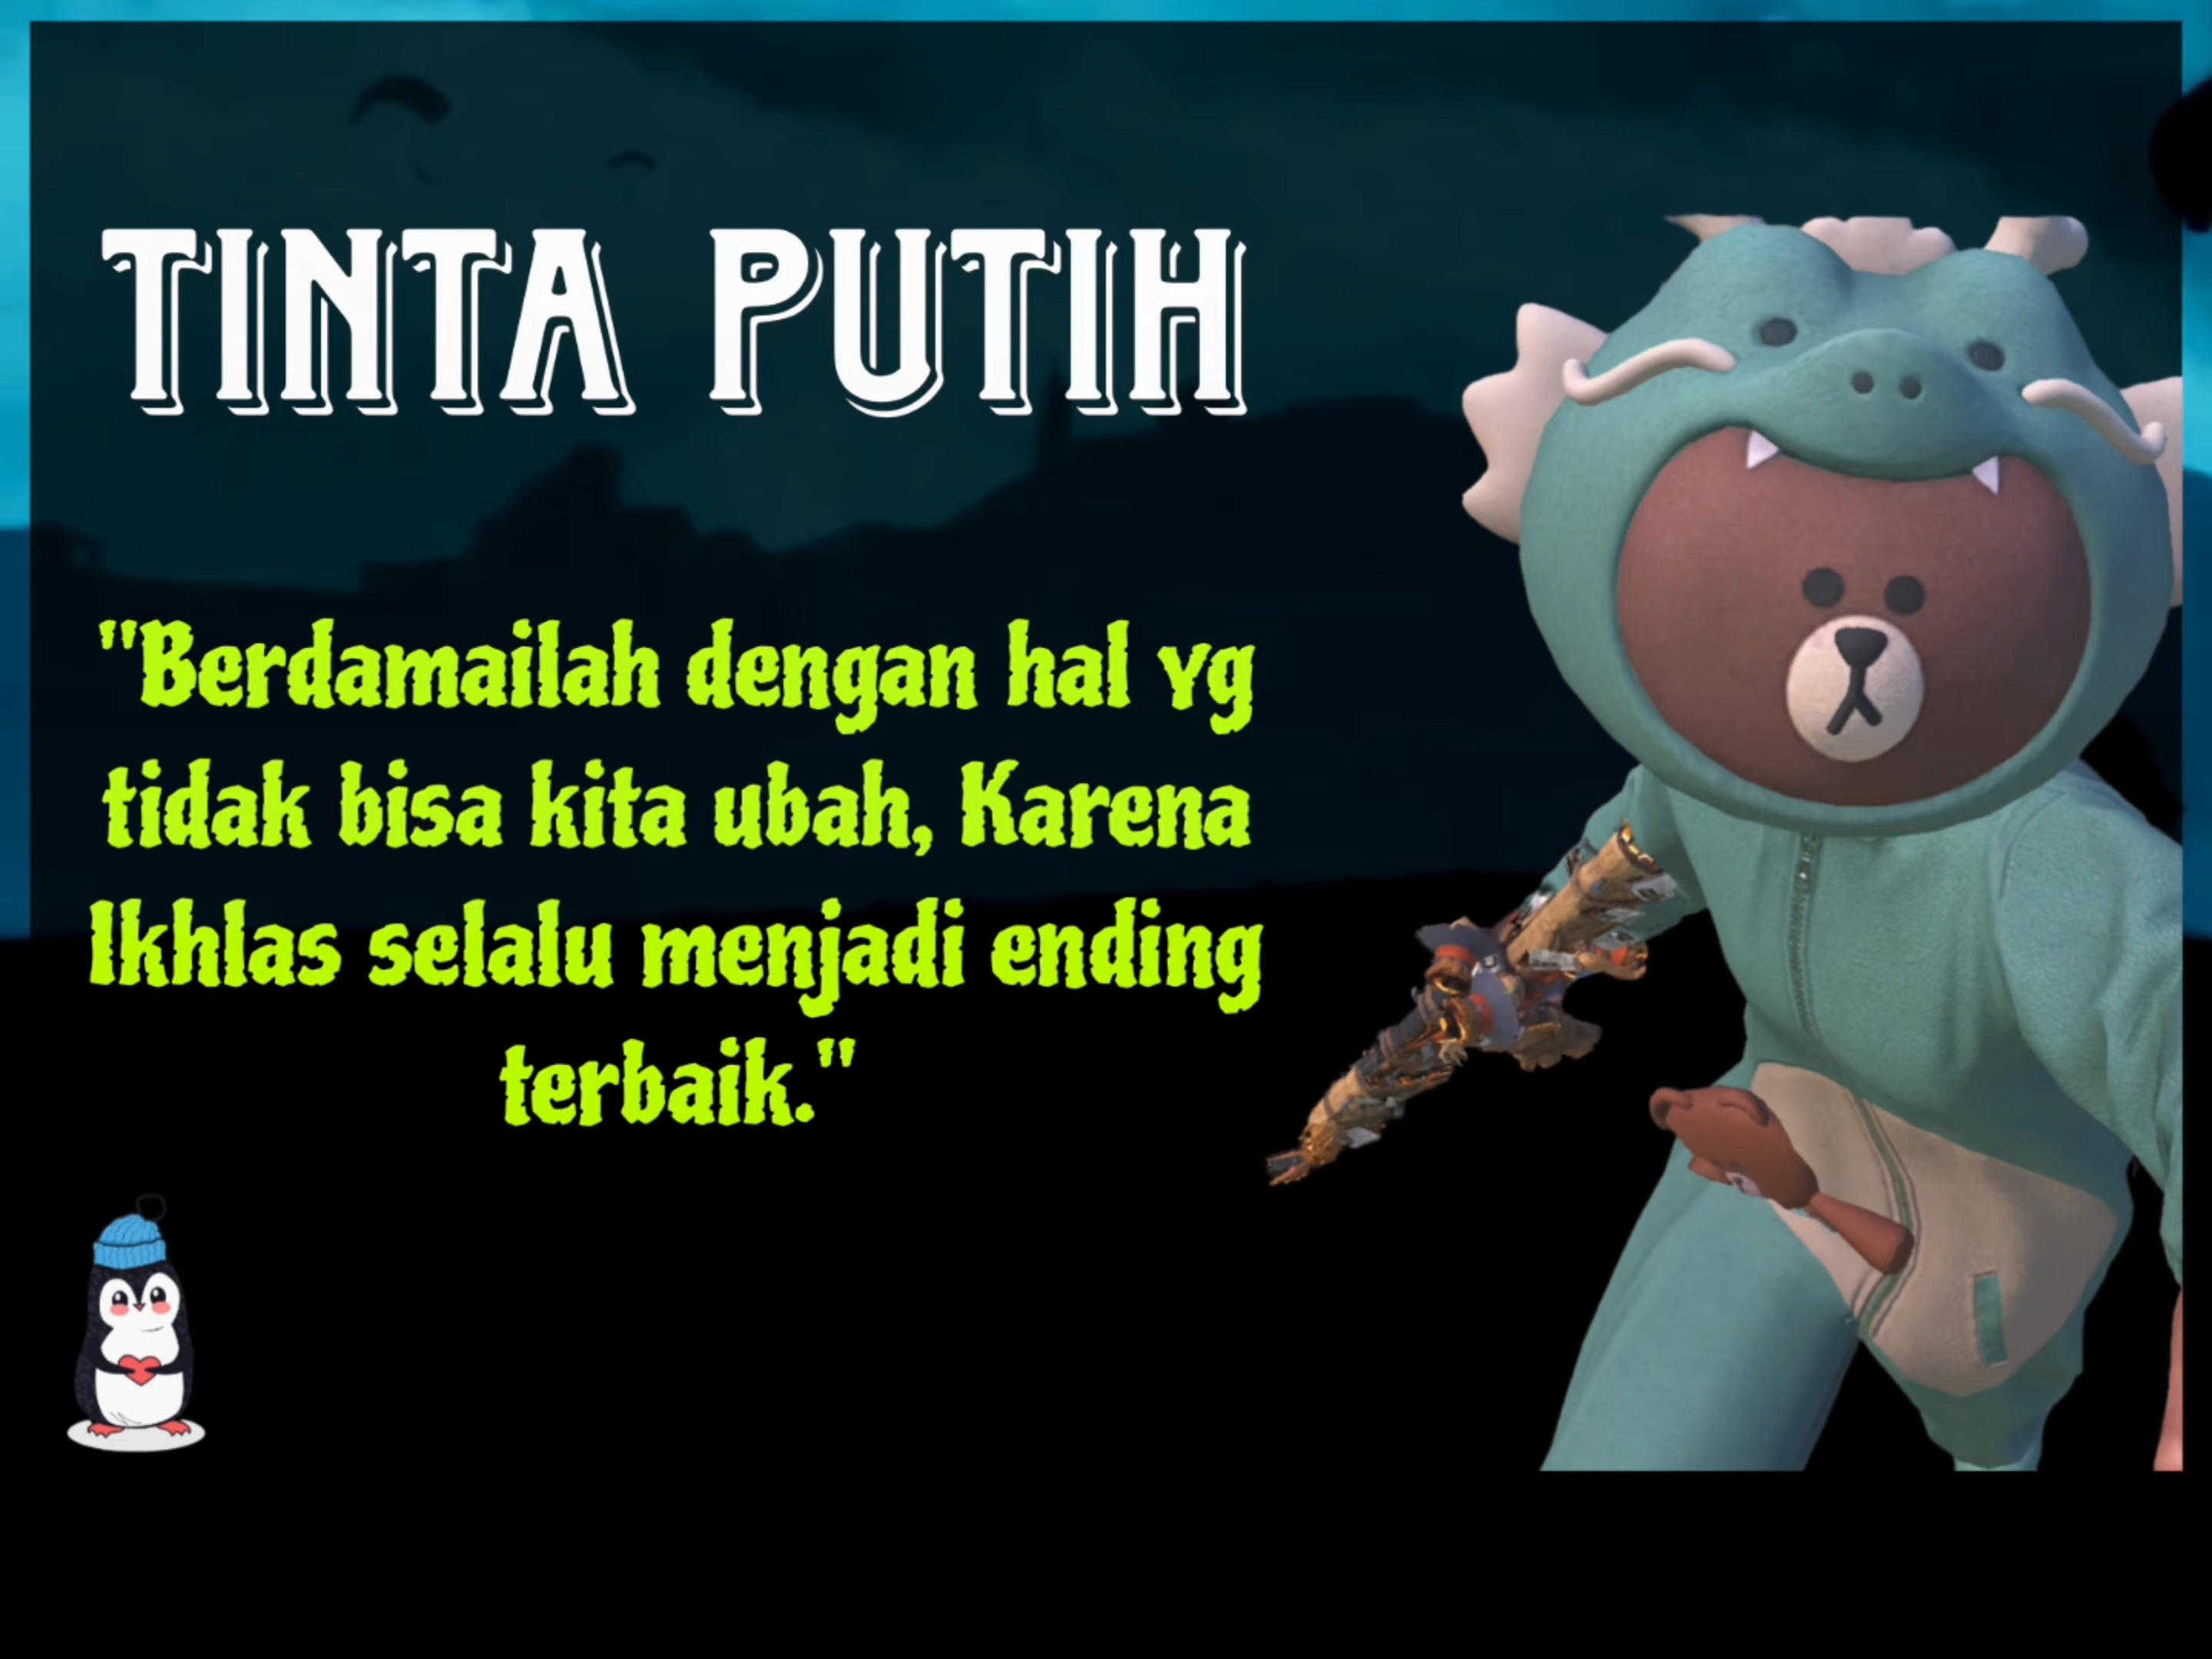 TINTA PUTIH
"Berdamailah dengan hal yg
tidak bisa kita ubah, Karena
Ikhlas selalu menjadi ending
terbaik."